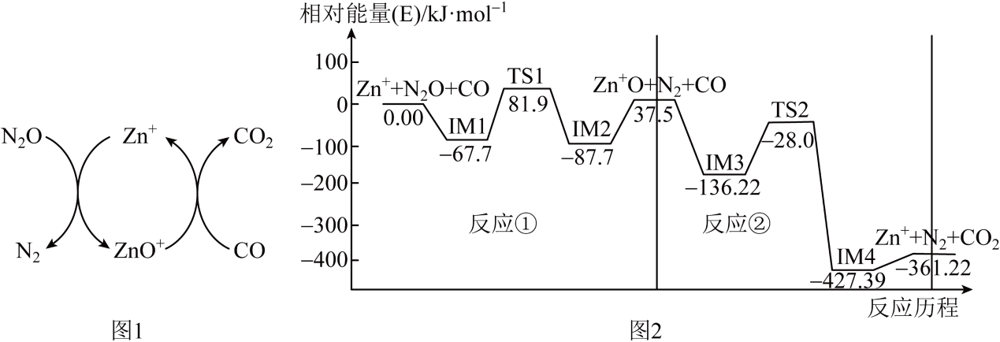 N₂O
Zn⁺
CO₂
N₂
ZnO⁺
CO
图1
相对能量(E)/kJ·mol⁻¹
100
0
−100
−200
−300
−400
Zn⁺+N₂O+CO
0.00
IM1
−67.7
TS1
81.9
IM2
−87.7
Zn⁺O+N₂+CO
37.5
IM3
−136.22
TS2
−28.0
IM4
−427.39
Zn⁺+N₂+CO₂
−361.22
反应①
反应②
反应历程
图2